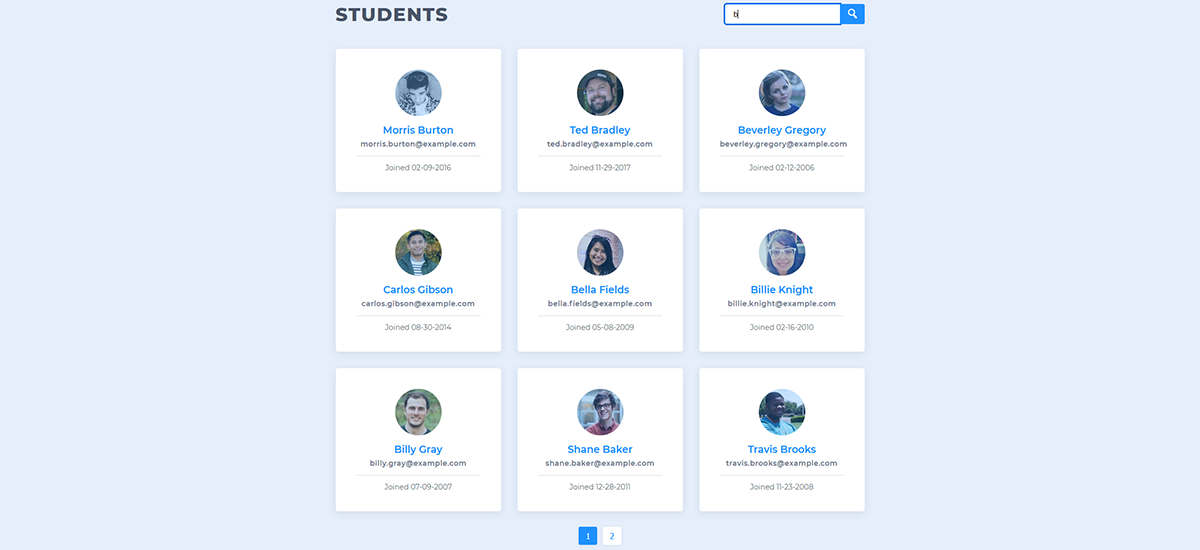 STUDENTS
b
Morris Burton
morris.burton@example.com
Joined 02-09-2016
Ted Bradley
ted.bradley@example.com
Joined 11-29-2017
Beverley Gregory
beverley.gregory@example.com
Joined 02-12-2006
Carlos Gibson
carlos.gibson@example.com
Joined 08-30-2014
Bella Fields
bella.fields@example.com
Joined 05-08-2009
Billie Knight
billie.knight@example.com
Joined 02-16-2010
Billy Gray
billy.gray@example.com
Joined 07-09-2007
Shane Baker
shane.baker@example.com
Joined 12-28-2011
Travis Brooks
travis.brooks@example.com
Joined 11-23-2008
1 2